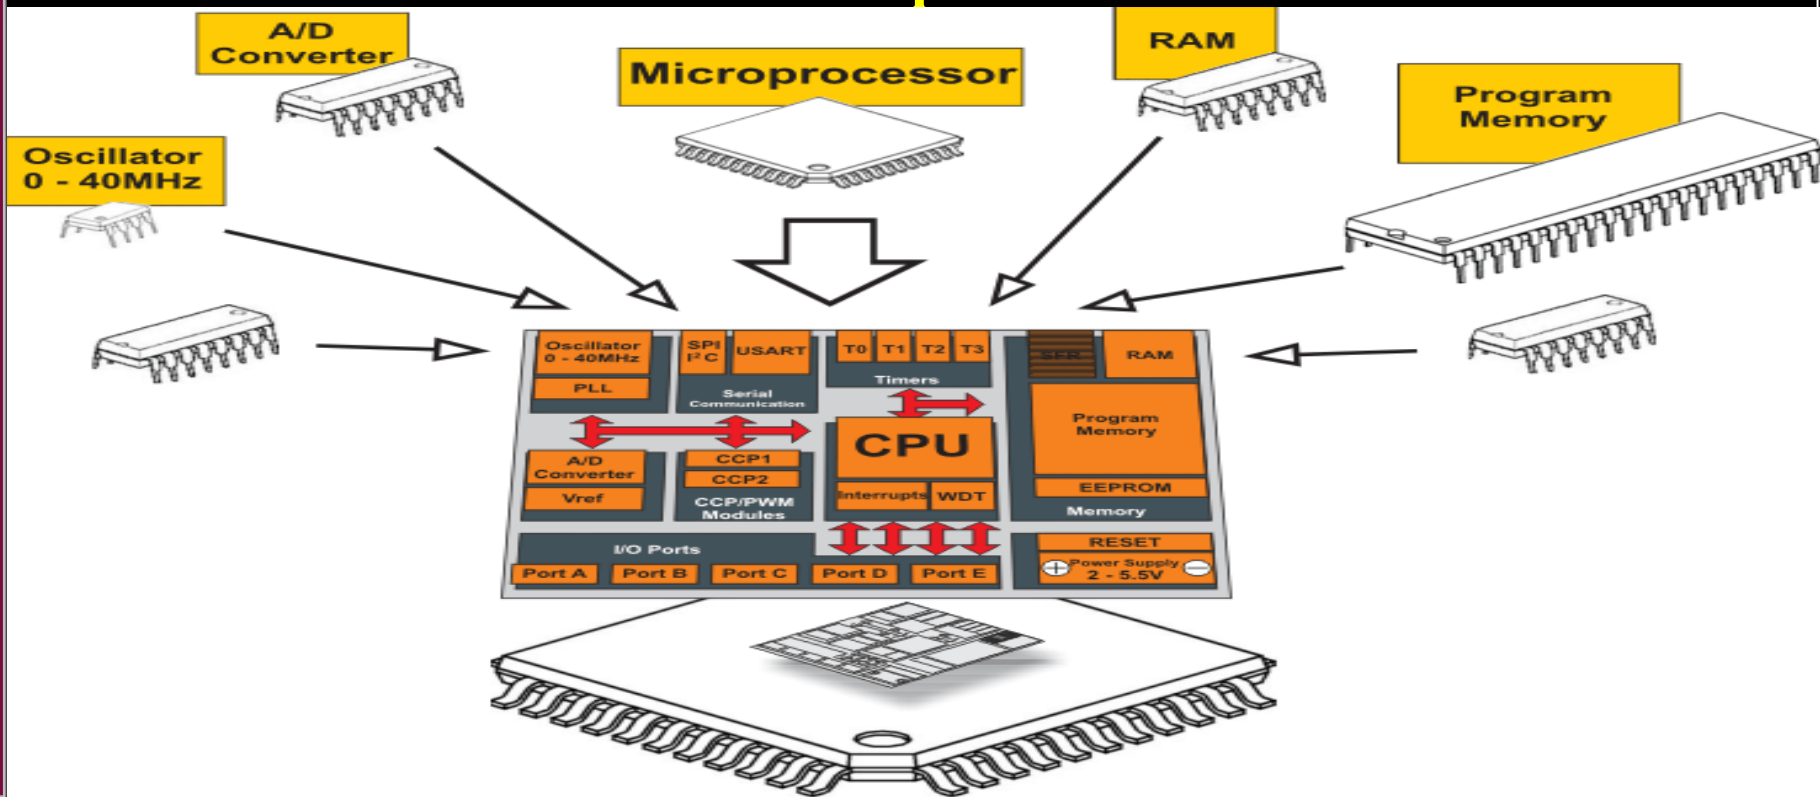 A/D
Converter
Microprocessor
RAM
Program
Memory
Oscillator
0 - 40MHz
Oscillator
0 - 40MHz
PLL
SPI
I²C
USART
Serial
Communication
T0
T1
T2
T3
Timers
SFR
RAM
Program
Memory
EEPROM
Memory
A/D
Converter
Vref
CCP1
CCP2
CCP/PWM
Modules
CPU
Interrupts
WDT
I/O Ports
Port A
Port B
Port C
Port D
Port E
RESET
Power Supply
2 - 5.5V